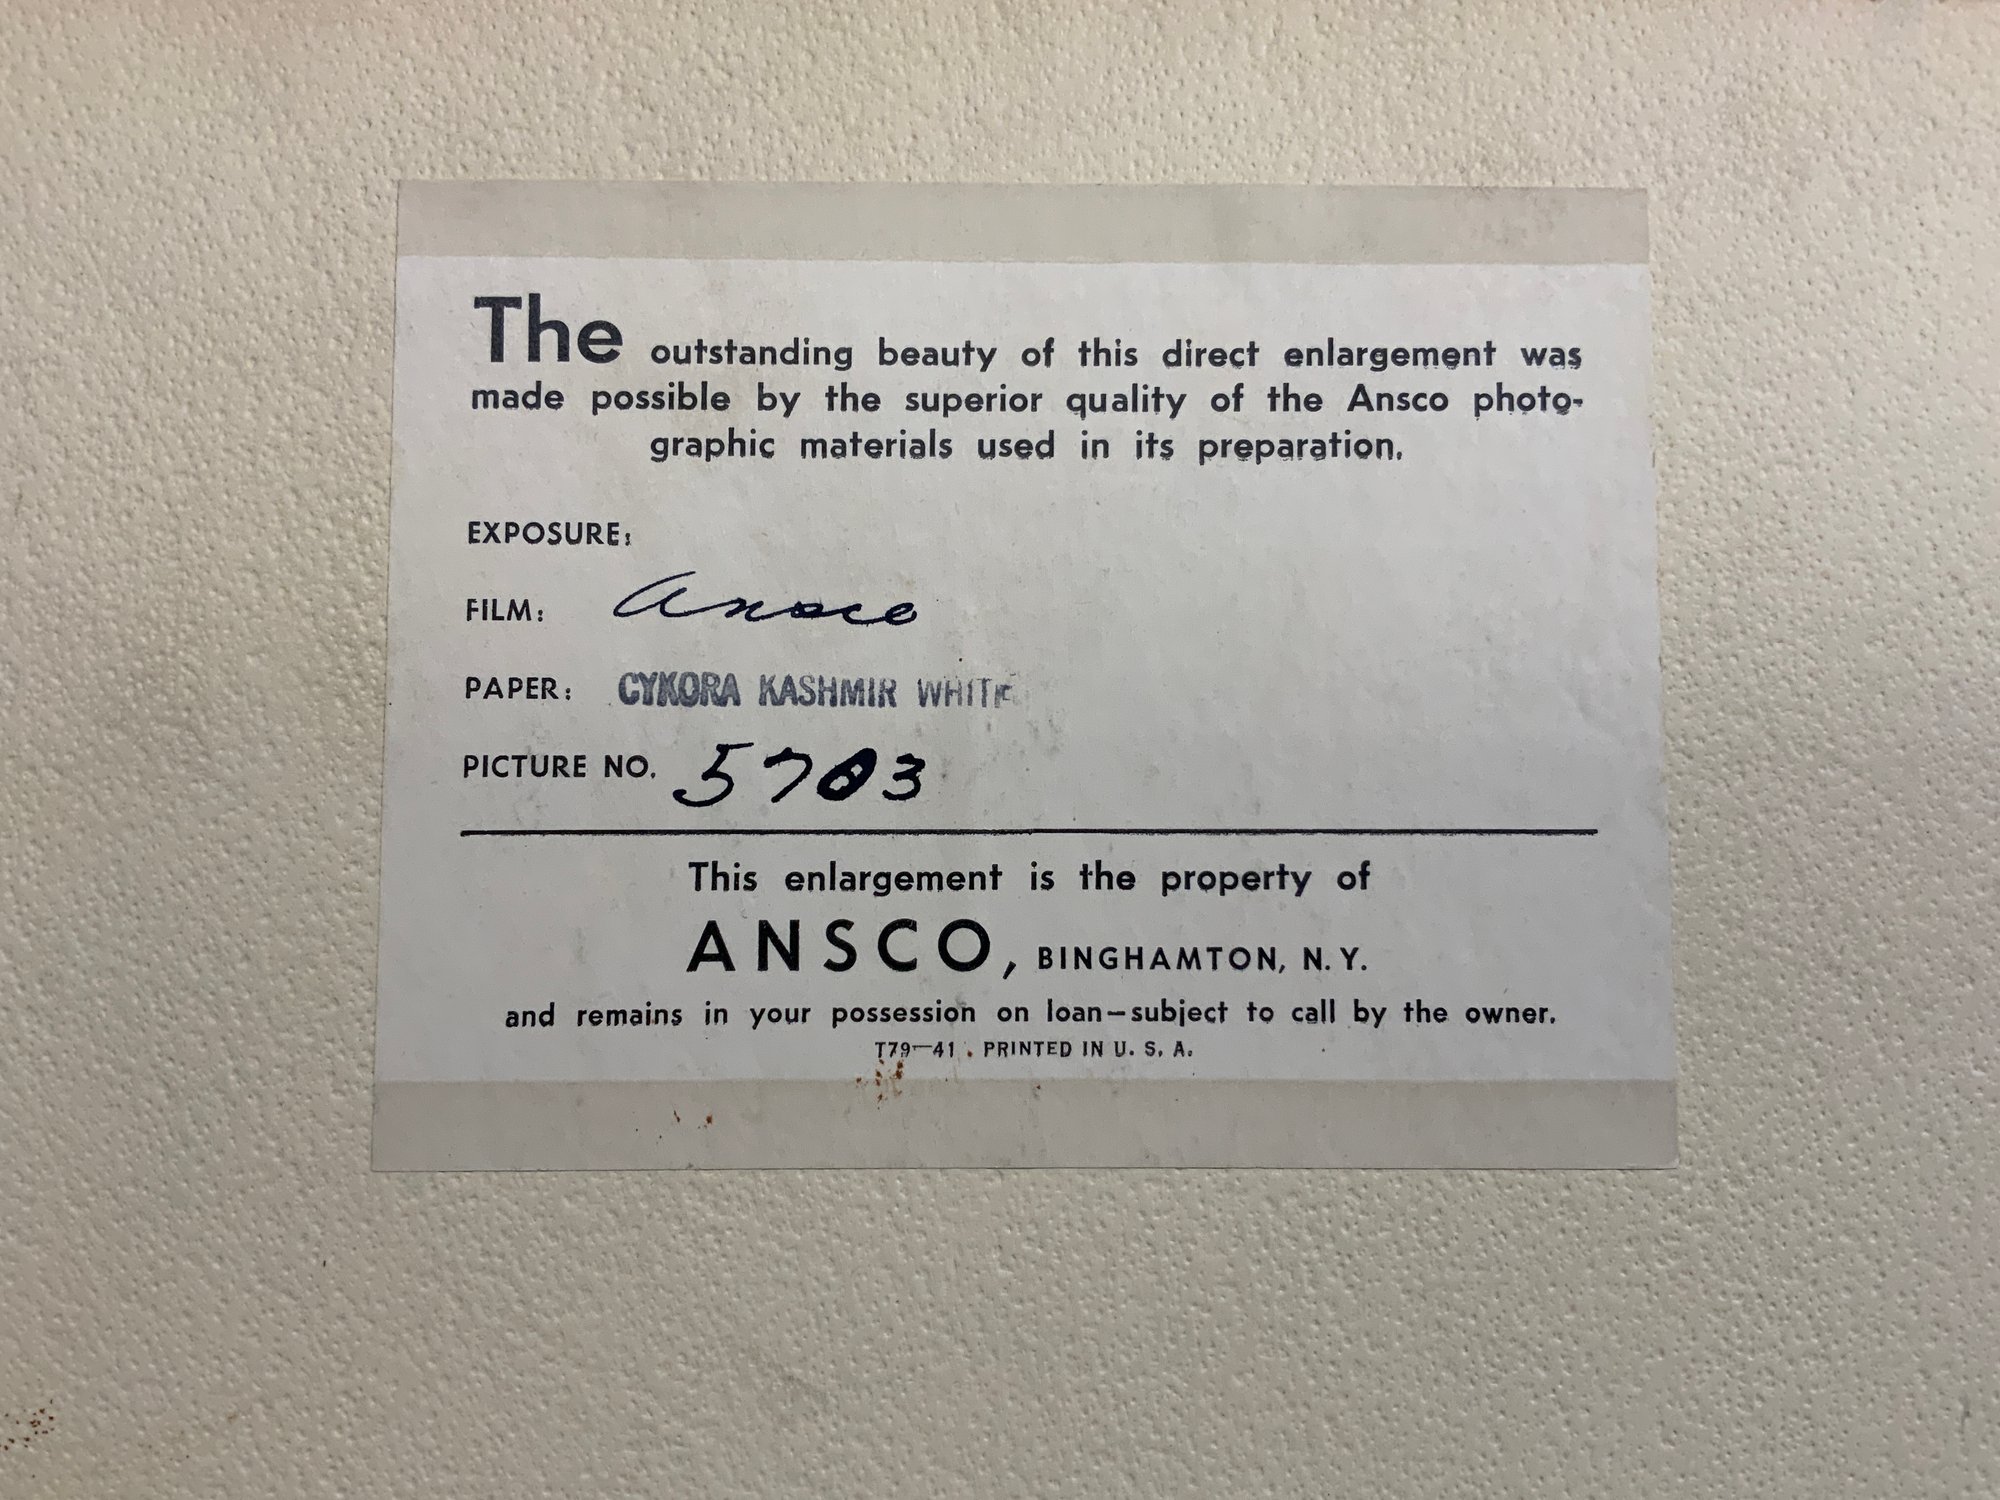 The outstanding beauty of this direct enlargement was
made possible by the superior quality of the Ansco photo-
graphic materials used in its preparation.
EXPOSURE:
FILM: Ansco
PAPER: CYKORA KASHMIR WHITE
PICTURE NO. 5703
This enlargement is the property of
ANSCO, BINGHAMTON, N. Y.
and remains in your possession on loan—subject to call by the owner.
T79—41. PRINTED IN U. S. A.